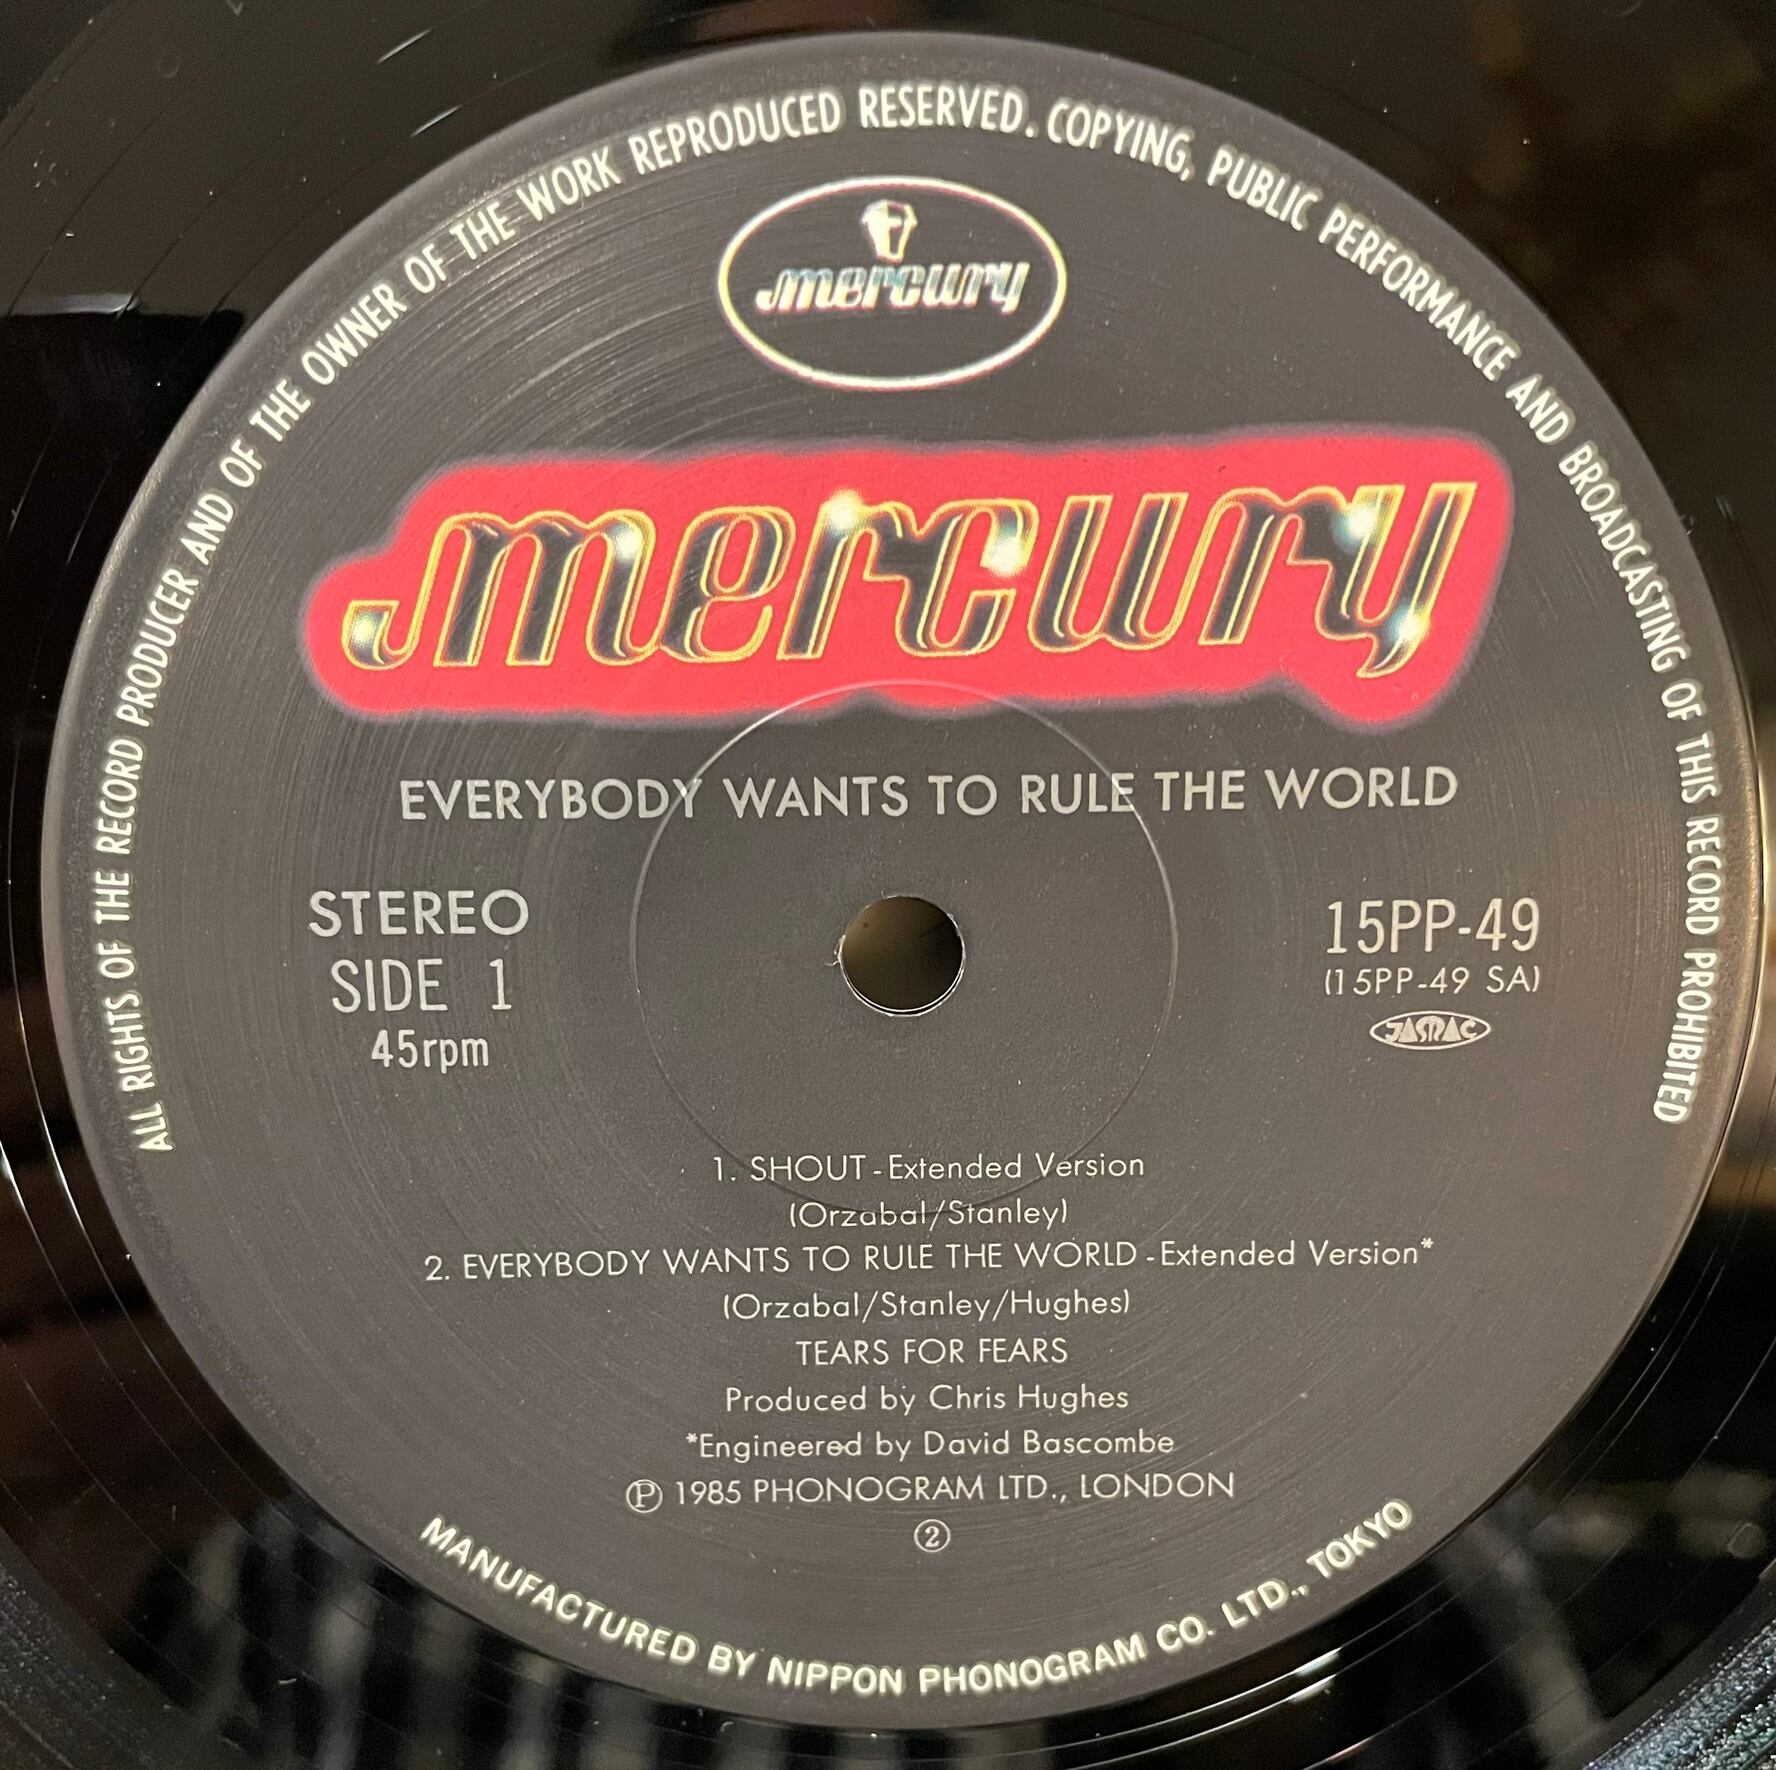 ALL RIGHTS OF THE RECORD PRODUCER AND OF THE OWNER OF THE WORK REPRODUCED RESERVED. COPYING, PUBLIC PERFORMANCE AND BROADCASTING OF THIS RECORD PROHIBITED
mercury
mercury
EVERYBODY WANTS TO RULE THE WORLD
STEREO
SIDE 1
45rpm
15PP-49
(15PP-49 SA)
JASRAC
1. SHOUT-Extended Version
(Orzabal/Stanley)
2. EVERYBODY WANTS TO RULE THE WORLD-Extended Version*
(Orzabal/Stanley/Hughes)
TEARS FOR FEARS
Produced by Chris Hughes
*Engineered by David Bascombe
Ⓟ 1985 PHONOGRAM LTD., LONDON
②
MANUFACTURED BY NIPPON PHONOGRAM CO. LTD., TOKYO